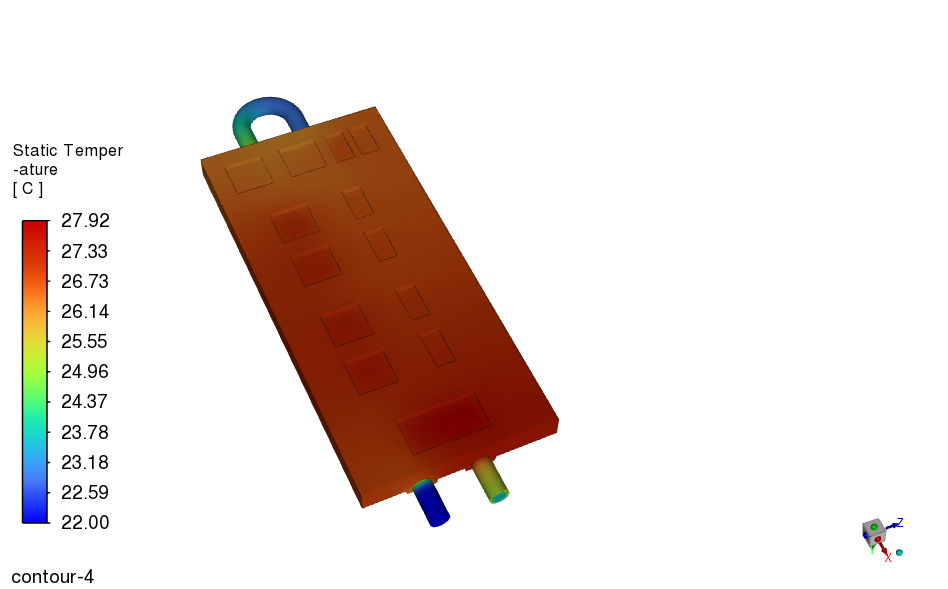 Static Temper
-ature
[ C ]
27.92
27.33
26.73
26.14
25.55
24.96
24.37
23.78
23.18
22.59
22.00
Z
Y
X
contour-4